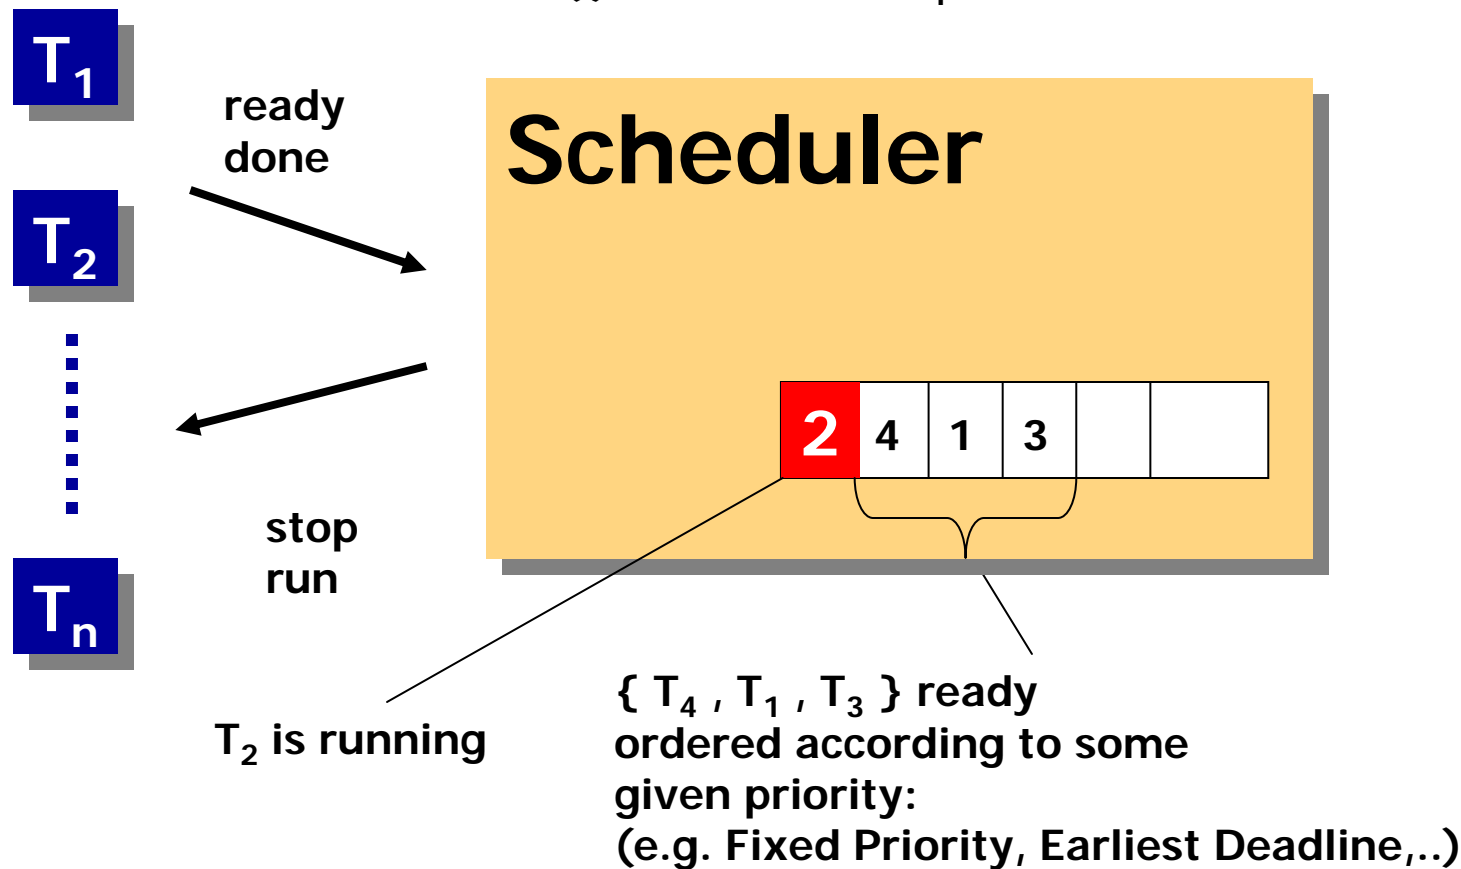 T1
ready
done
Scheduler
T2
2 4 1 3
stop
run
Tn
T2 is running
{ T4 , T1 , T3 } ready
ordered according to some
given priority:
(e.g. Fixed Priority, Earliest Deadline,..)